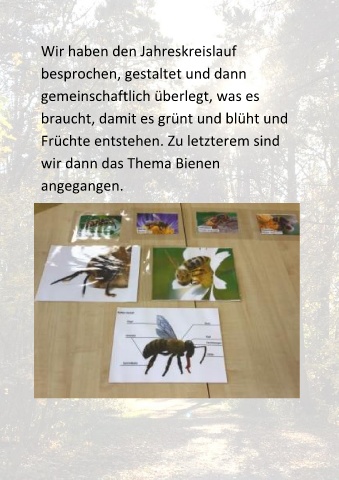 Wir haben den Jahreskreislauf
besprochen, gestaltet und dann
gemeinschaftlich überlegt, was es
braucht, damit es grünt und blüht und
Früchte entstehen. Zu letzterem sind
wir dann das Thema Bienen
angegangen.